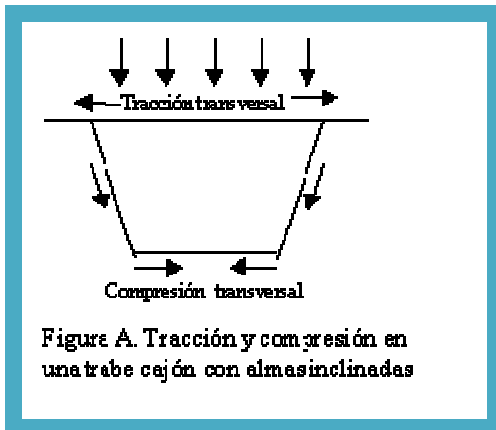 Tracción transversal
Compresión transversal
Figura A. Tracción y compresión en
una trabe cajón con almas inclinadas